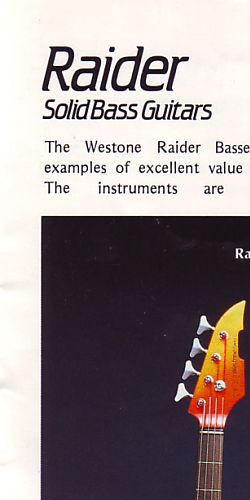 Raider
Solid Bass Guitars
The Westone Raider Basse
examples of excellent value
The instruments are
Ra